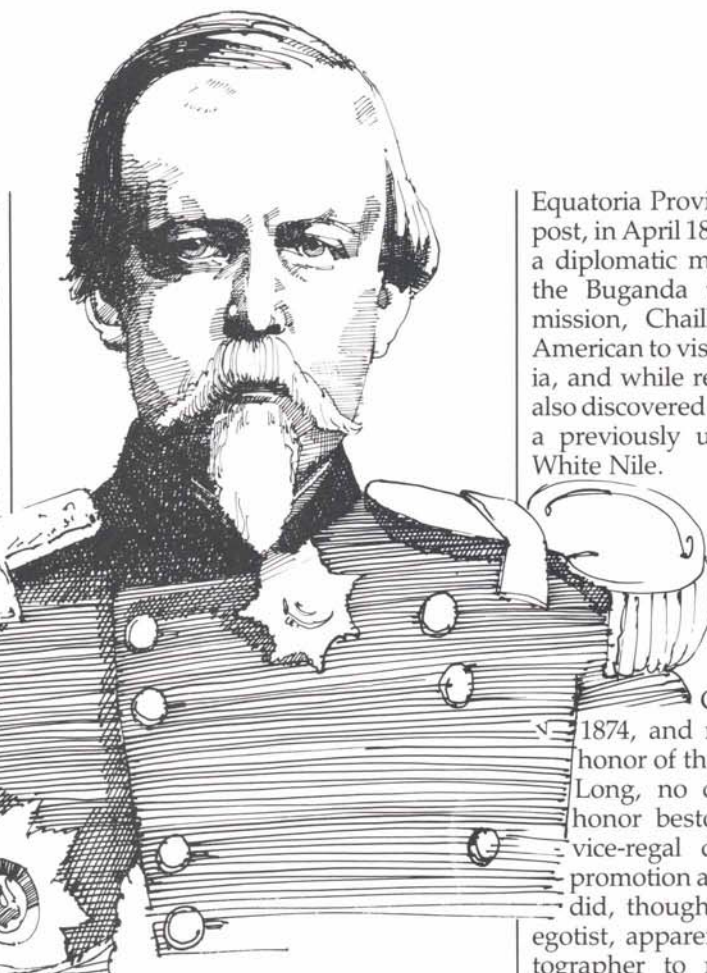 Equatoria Provi
post, in April 18
a diplomatic m
the Buganda
mission, Chail
American to vis
ia, and while re
also discovered
a previously u
White Nile.
1874, and
honor of th
Long, no
honor besto
vice-regal
promotion a
did, though
egotist, appare
tographer to